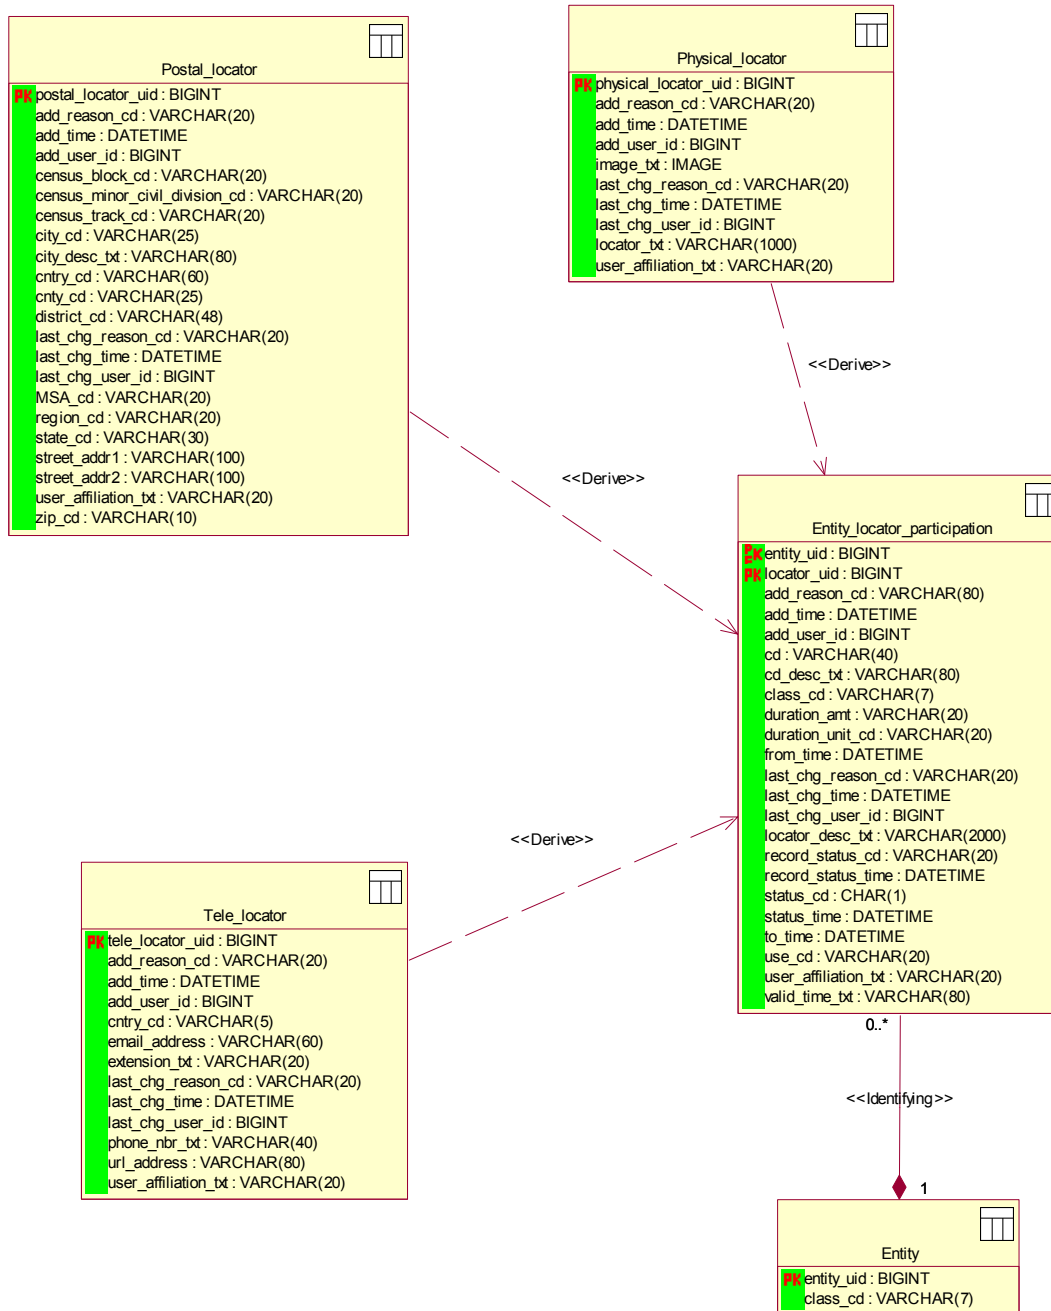 Postal_locator
PK postal_locator_uid : BIGINT
add_reason_cd : VARCHAR(20)
add_time : DATETIME
add_user_id : BIGINT
census_block_cd : VARCHAR(20)
census_minor_civil_division_cd : VARCHAR(20)
census_track_cd : VARCHAR(20)
city_cd : VARCHAR(25)
city_desc_txt : VARCHAR(80)
cntry_cd : VARCHAR(60)
cnty_cd : VARCHAR(25)
district_cd : VARCHAR(48)
last_chg_reason_cd : VARCHAR(20)
last_chg_time : DATETIME
last_chg_user_id : BIGINT
MSA_cd : VARCHAR(20)
region_cd : VARCHAR(20)
state_cd : VARCHAR(30)
street_addr1 : VARCHAR(100)
street_addr2 : VARCHAR(100)
user_affiliation_txt : VARCHAR(20)
zip_cd : VARCHAR(10)
Physical_locator
PK physical_locator_uid : BIGINT
add_reason_cd : VARCHAR(20)
add_time : DATETIME
add_user_id : BIGINT
image_txt : IMAGE
last_chg_reason_cd : VARCHAR(20)
last_chg_time : DATETIME
last_chg_user_id : BIGINT
locator_txt : VARCHAR(1000)
user_affiliation_txt : VARCHAR(20)
<<Derive>>
<<Derive>>
<<Derive>>
Entity_locator_participation
PFK entity_uid : BIGINT
PK locator_uid : BIGINT
add_reason_cd : VARCHAR(80)
add_time : DATETIME
add_user_id : BIGINT
cd : VARCHAR(40)
cd_desc_txt : VARCHAR(80)
class_cd : VARCHAR(7)
duration_amt : VARCHAR(20)
duration_unit_cd : VARCHAR(20)
from_time : DATETIME
last_chg_reason_cd : VARCHAR(20)
last_chg_time : DATETIME
last_chg_user_id : BIGINT
locator_desc_txt : VARCHAR(2000)
record_status_cd : VARCHAR(20)
record_status_time : DATETIME
status_cd : CHAR(1)
status_time : DATETIME
to_time : DATETIME
use_cd : VARCHAR(20)
user_affiliation_txt : VARCHAR(20)
valid_time_txt : VARCHAR(80)
Tele_locator
PK tele_locator_uid : BIGINT
add_reason_cd : VARCHAR(20)
add_time : DATETIME
add_user_id : BIGINT
cntry_cd : VARCHAR(5)
email_address : VARCHAR(60)
extension_txt : VARCHAR(20)
last_chg_reason_cd : VARCHAR(20)
last_chg_time : DATETIME
last_chg_user_id : BIGINT
phone_nbr_txt : VARCHAR(40)
url_address : VARCHAR(80)
user_affiliation_txt : VARCHAR(20)
0..*
<<Identifying>>
1
Entity
PK entity_uid : BIGINT
class_cd : VARCHAR(7)